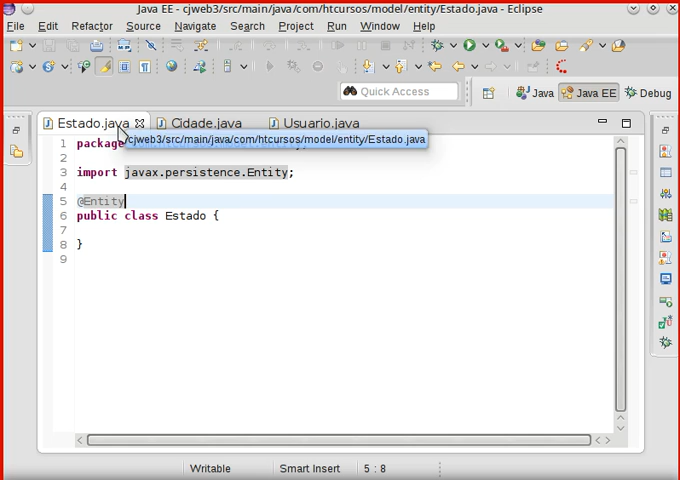 Java EE - cjweb3/src/main/java/com/htcursos/model/entity/Estado.java - Eclipse
File Edit Refactor Source Navigate Search Project Run Window Help
Quick Access
Java Java EE Debug
Estado.java Cidade.java Usuario.java
/cjweb3/src/main/java/com/htcursos/model/entity/Estado.java
1 package
2
3 import javax.persistence.Entity;
4
5 @Entity
6 public class Estado {
7
8 }
9
Writable Smart Insert 5 : 8